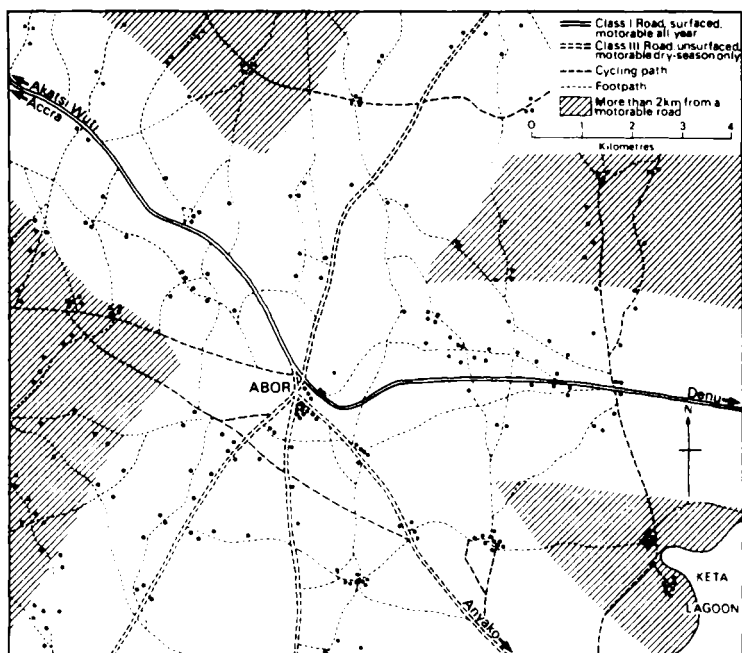 Class I Road, surfaced,
motorable all year
Class III Road, unsurfaced,
motorable dry-season only
Cycling path
Footpath
More than 2km from a
motorable road
0 1 2 3 4
Kilometres
Akatsi Wute
Accra
ABOR
Denu
N
KETA
LAGOON
Anyako